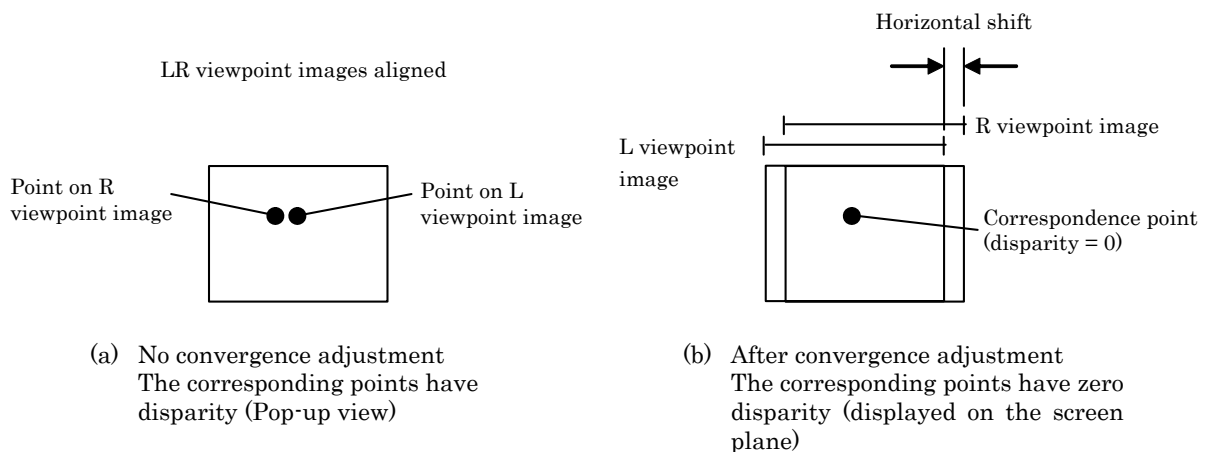 LR viewpoint images aligned
Point on R
viewpoint image
Point on L
viewpoint image
(a) No convergence adjustment
The corresponding points have
disparity (Pop-up view)
Horizontal shift
R viewpoint image
L viewpoint
image
Correspondence point
(disparity = 0)
(b) After convergence adjustment
The corresponding points have zero
disparity (displayed on the screen
plane)